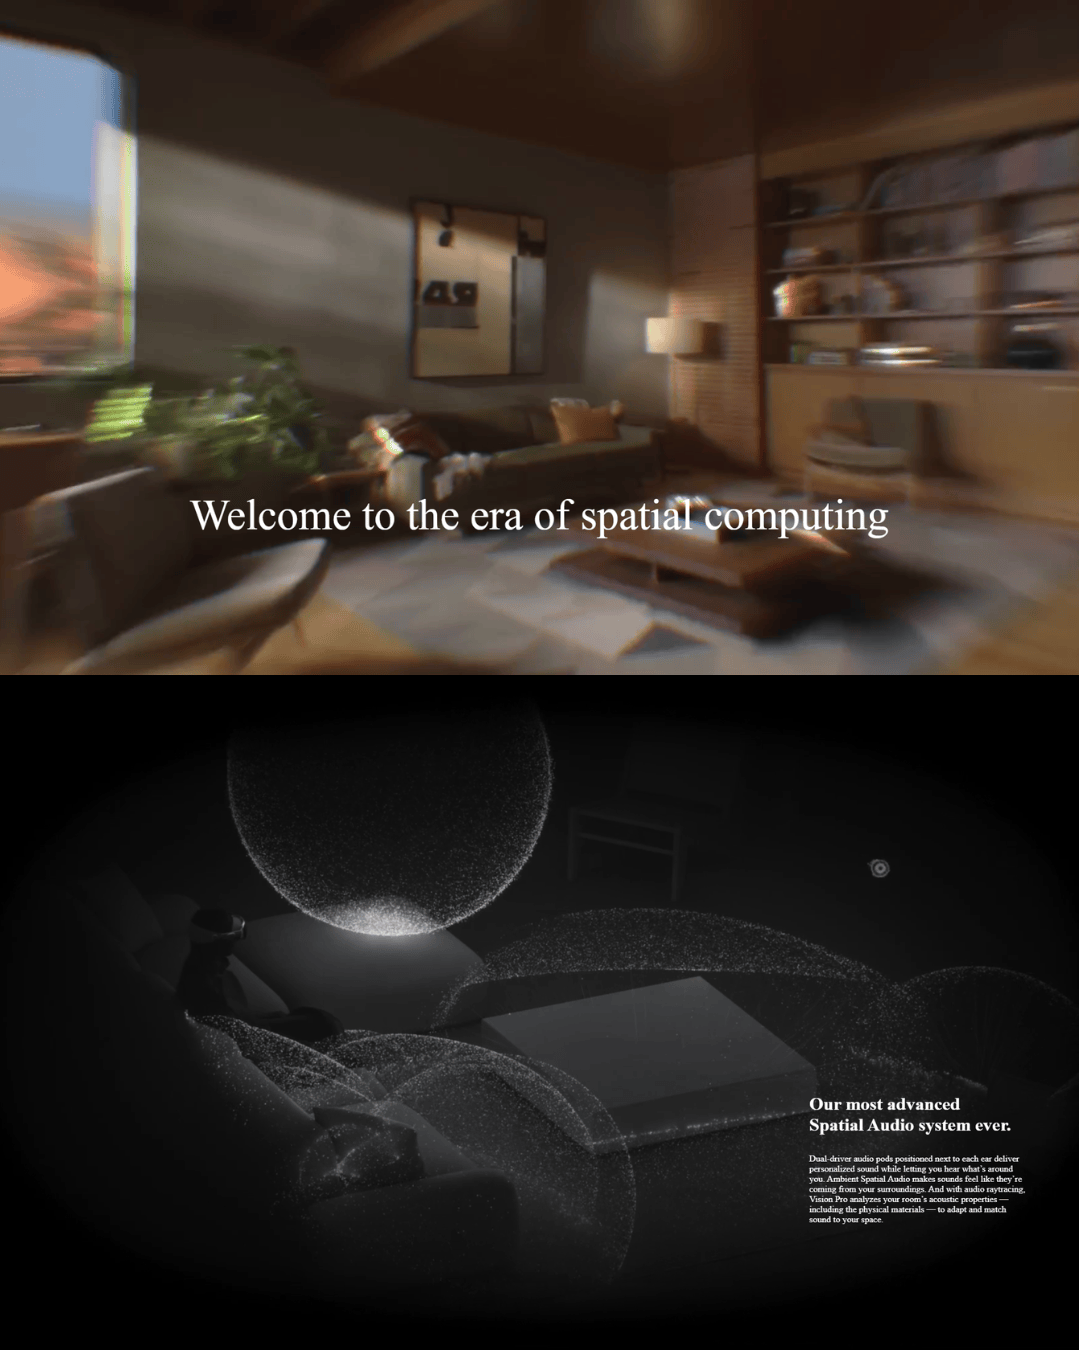 Welcome to the era of spatial computing
Our most advanced
Spatial Audio system ever.
Dual-driver audio pods positioned next to each ear deliver
personalized sound while letting you hear what’s around
you. Ambient Spatial Audio makes sounds feel like they’re
coming from your surroundings. And with audio raytracing,
Vision Pro analyzes your room’s acoustic properties —
including the physical materials — to adapt and match
sound to your space.